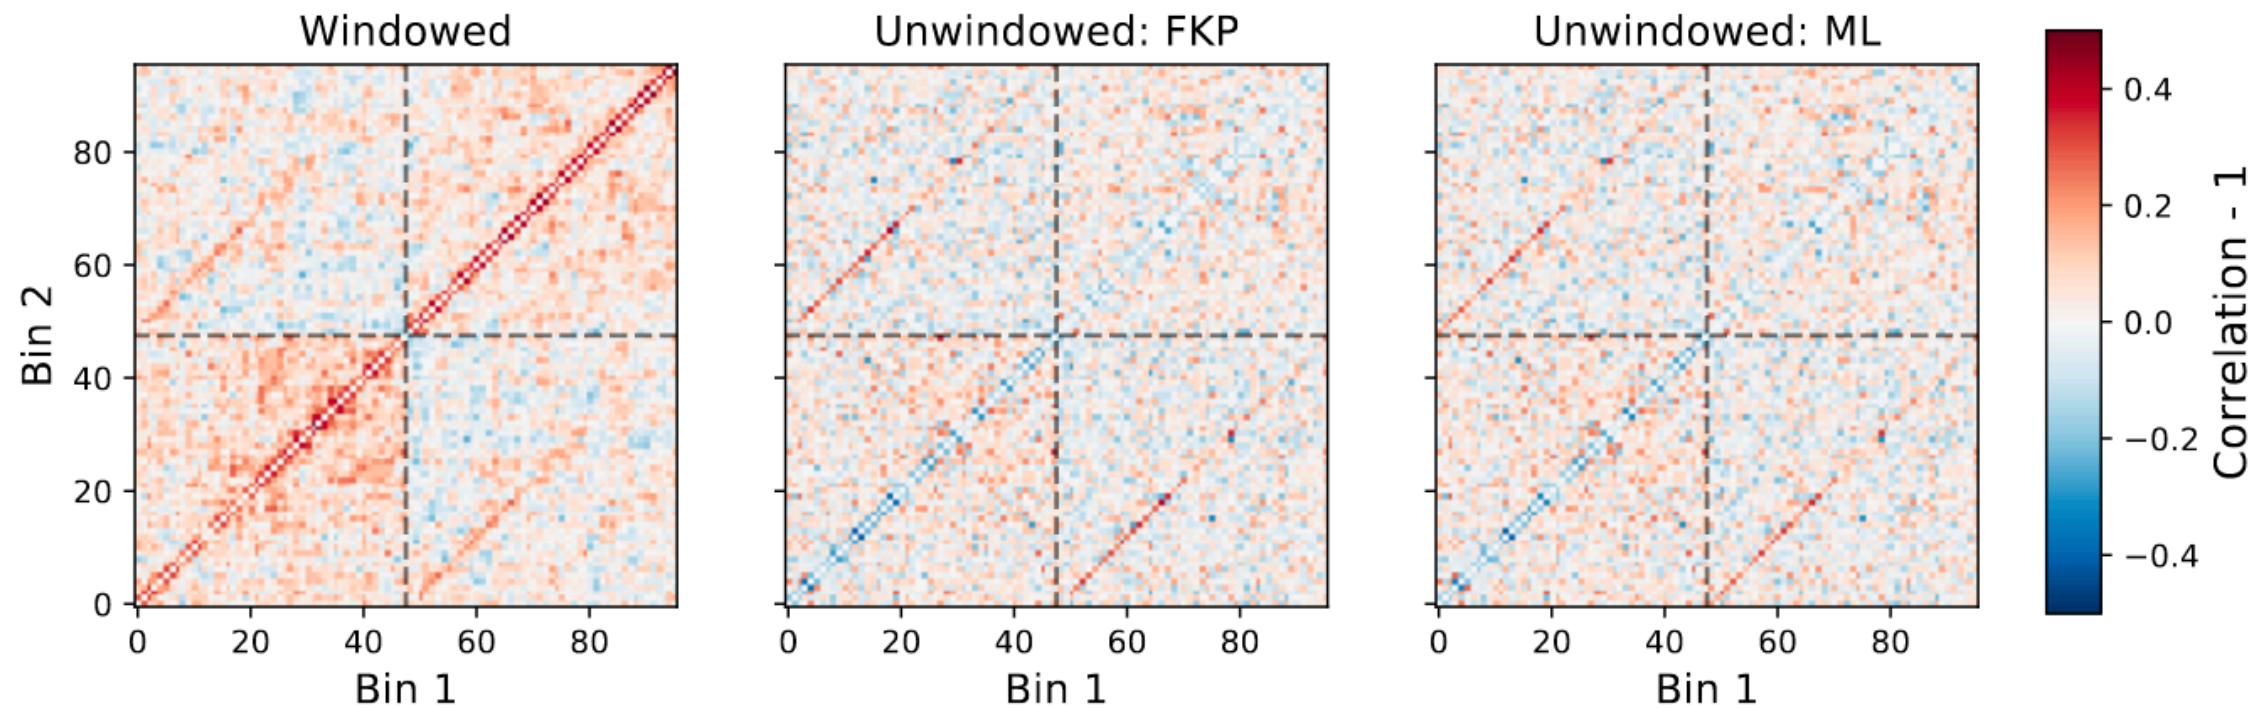 Windowed
Unwindowed: FKP
Unwindowed: ML
Bin 2
80
60
40
20
0
0 20 40 60 80
0 20 40 60 80
0 20 40 60 80
Bin 1
Bin 1
Bin 1
0.4
0.2
0.0
−0.2
−0.4
Correlation - 1